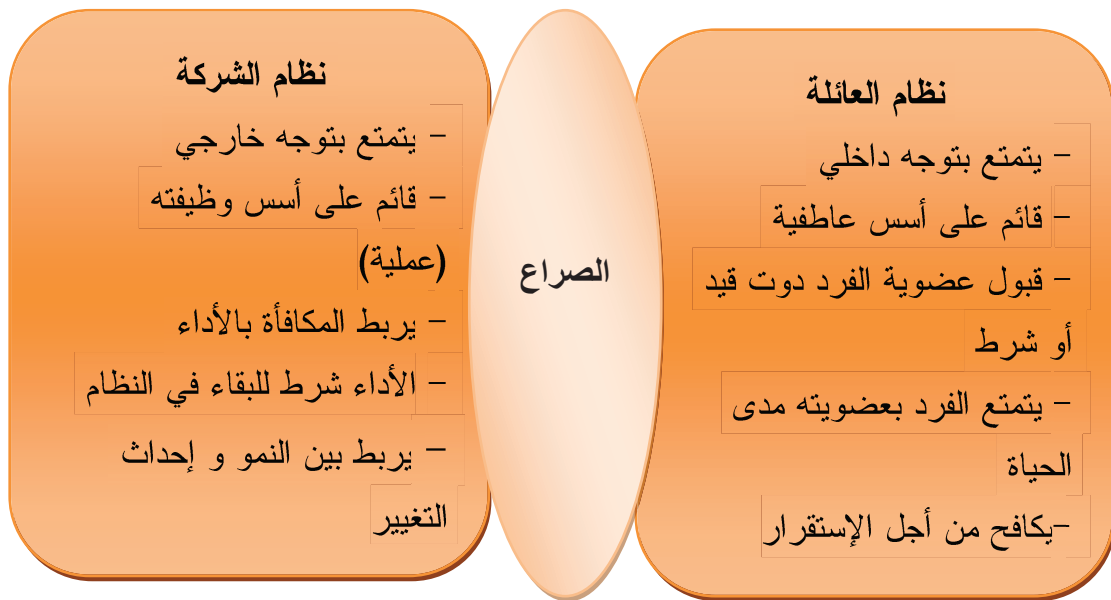 نظام العائلة
- يتمتع بتوجه داخلي
- قائم على أسس عاطفية
- قبول عضوية الفرد دوت قيد
أو شرط
- يتمتع الفرد بعضويته مدى
الحياة
-يكافح من أجل الإستقرار
الصراع
نظام الشركة
- يتمتع بتوجه خارجي
- قائم على أسس وظيفته
(عملية)
- يربط المكافأة بالأداء
- الأداء شرط للبقاء في النظام
- يربط بين النمو و إحداث
التغيير